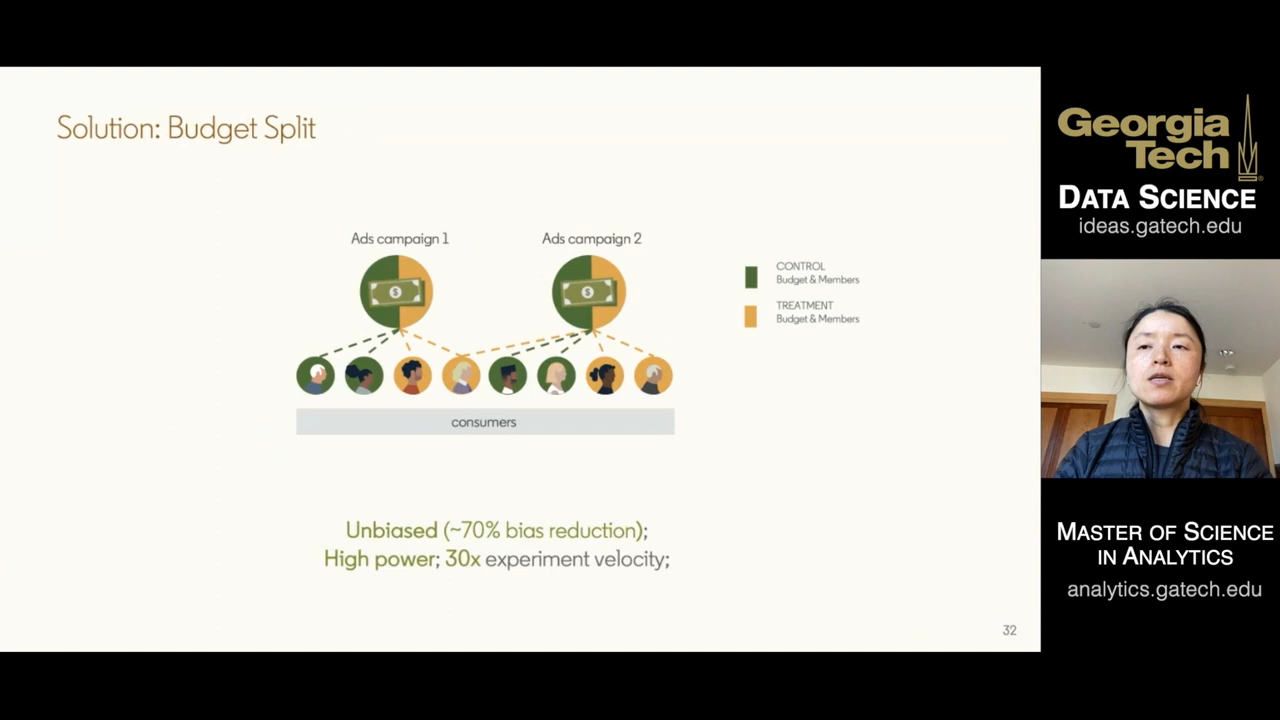 Solution: Budget Split
Ads campaign 1
Ads campaign 2
CONTROL
Budget & Members
TREATMENT
Budget & Members
$
$
consumers
Unbiased (~70% bias reduction);
High power; 30x experiment velocity;
32
Georgia
Tech
DATA SCIENCE
ideas.gatech.edu
MASTER OF SCIENCE
IN ANALYTICS
analytics.gatech.edu